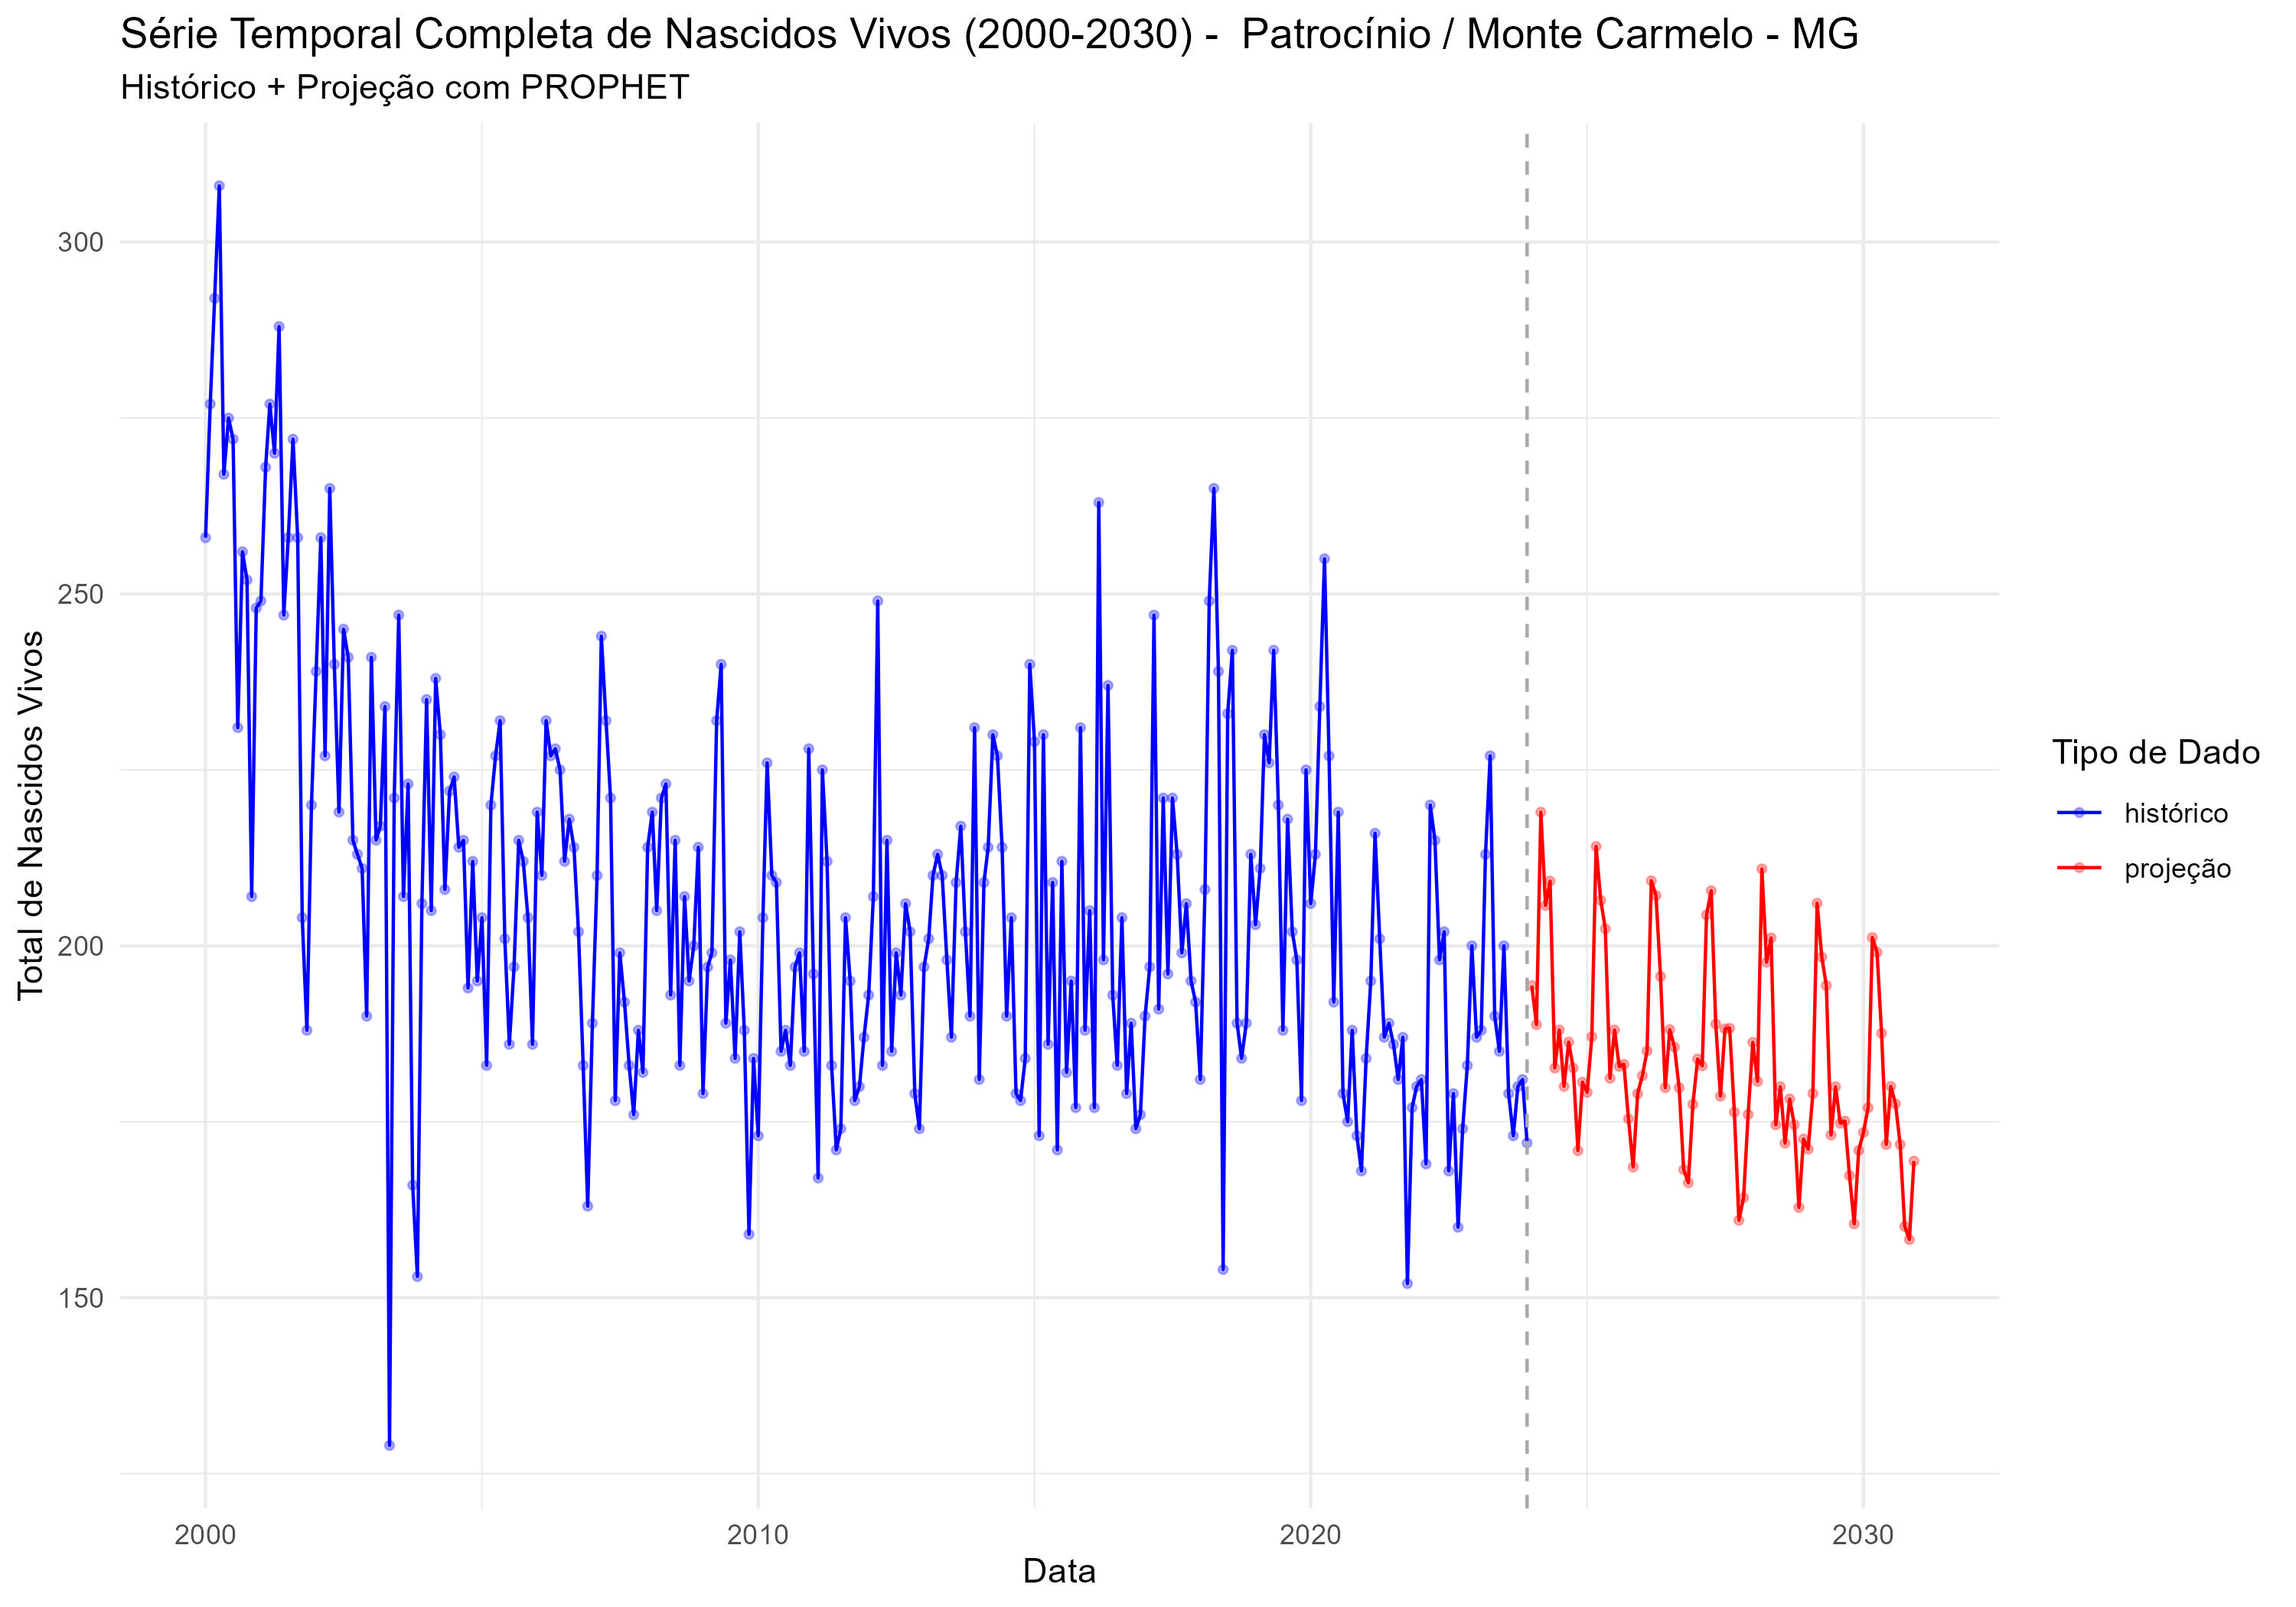 Série Temporal Completa de Nascidos Vivos (2000-2030) -  Patrocínio / Monte Carmelo - MG
Histórico + Projeção com PROPHET
Total de Nascidos Vivos
300
250
200
150
2000
2010
2020
2030
Data
Tipo de Dado
histórico
projeção